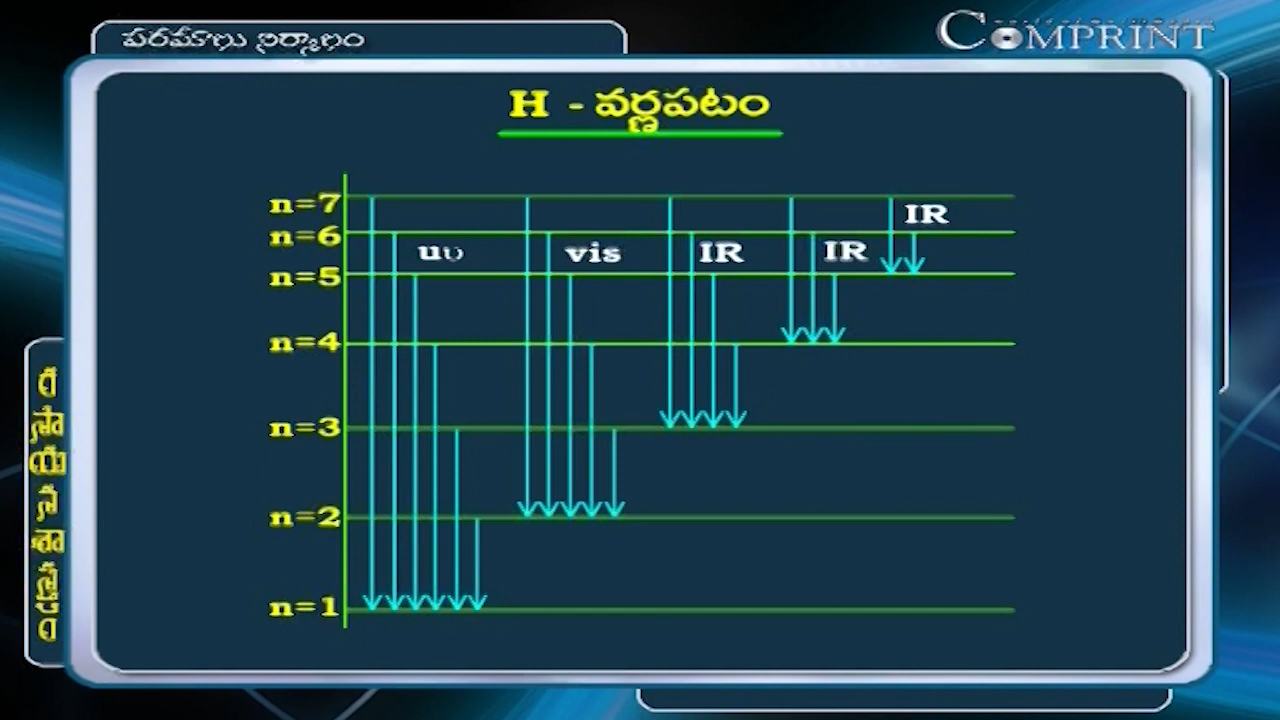 పరమాణు నిర్మాణం
COMPRINT
H - వర్ణపటం
n=7
IR
n=6
uυ
vis
IR
IR
n=5
n=4
n=3
n=2
n=1